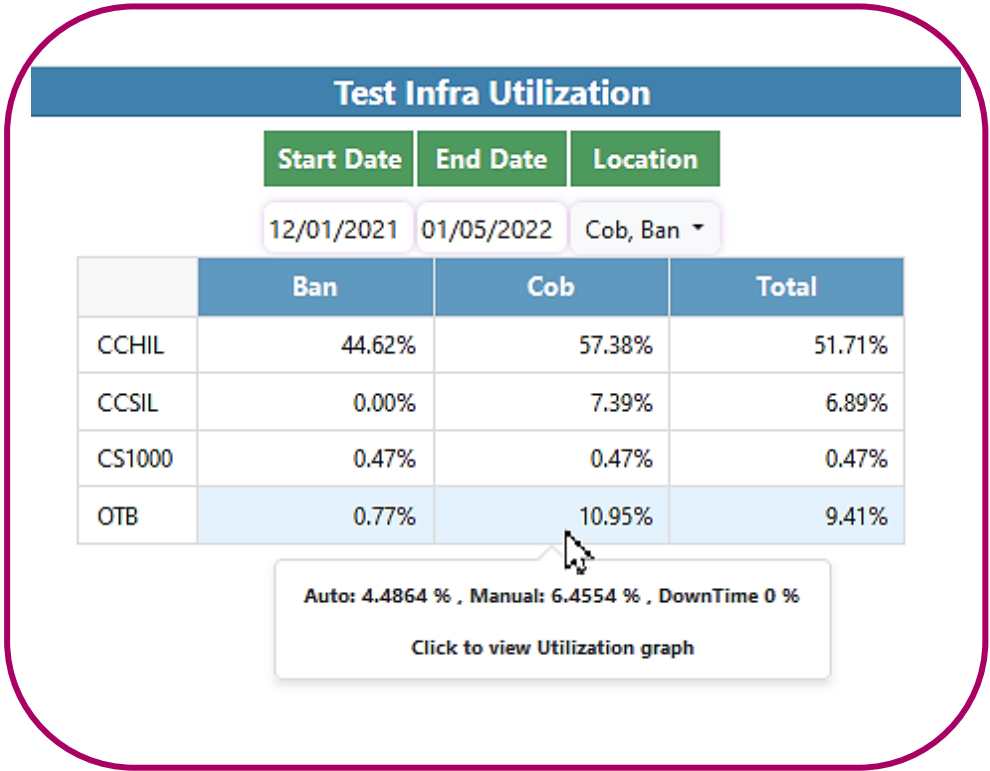 Test Infra Utilization
Start Date End Date Location
12/01/2021 01/05/2022 Cob, Ban
Ban Cob Total
CCHIL 44.62% 57.38% 51.71%
CCSIL 0.00% 7.39% 6.89%
CS1000 0.47% 0.47% 0.47%
OTB 0.77% 10.95% 9.41%
Auto: 4.4864 % , Manual: 6.4554 % , DownTime 0 %
Click to view Utilization graph